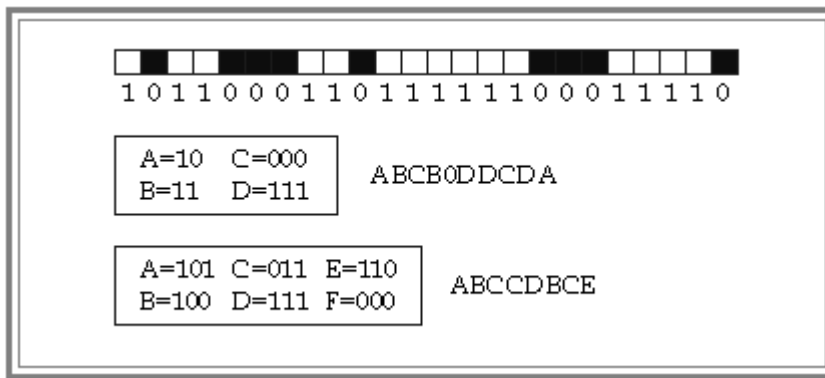 1 0 1 1 0 0 0 1 1 0 1 1 1 1 1 1 0 0 0 1 1 1 1 0
A=10 C=000
B=11 D=111
ABCB0DDCDA
A=101 C=011 E=110
B=100 D=111 F=000
ABCCDBCE